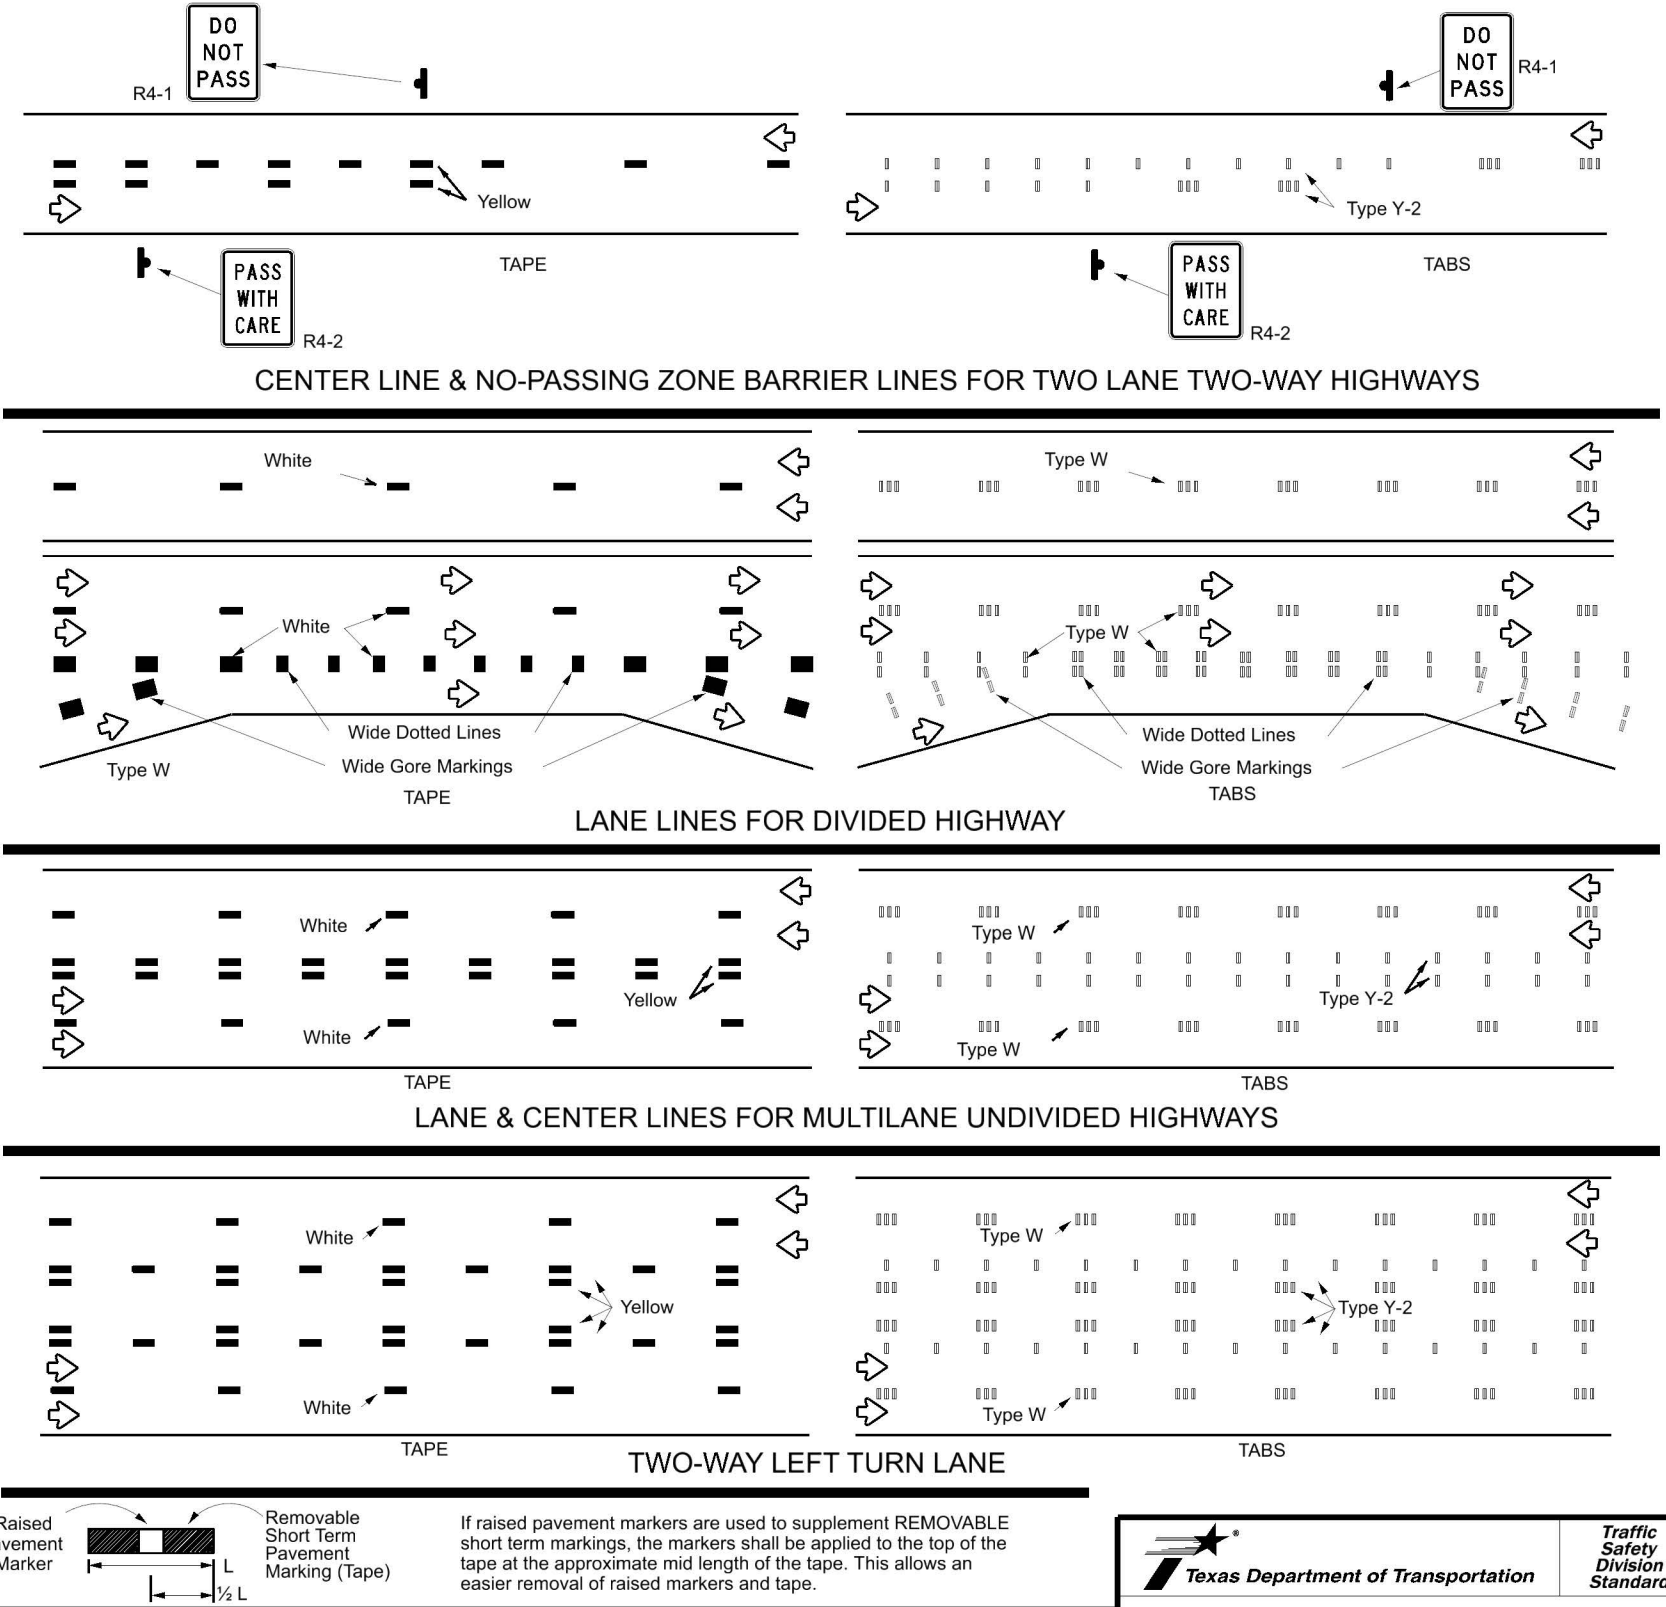 DO
NOT
PASS
R4-1
Yellow
TAPE
PASS
WITH
CARE
R4-2
DO
NOT
PASS
R4-1
Type Y-2
TABS
PASS
WITH
CARE
R4-2
CENTER LINE & NO-PASSING ZONE BARRIER LINES FOR TWO LANE TWO-WAY HIGHWAYS
White
White
Wide Dotted Lines
Wide Gore Markings
Type W
TAPE
Type W
Type W
Wide Dotted Lines
Wide Gore Markings
TABS
LANE LINES FOR DIVIDED HIGHWAY
White
Yellow
White
TAPE
Type W
Type Y-2
Type W
TABS
LANE & CENTER LINES FOR MULTILANE UNDIVIDED HIGHWAYS
White
Yellow
White
TAPE
Type W
Type Y-2
Type W
TABS
TWO-WAY LEFT TURN LANE
Raised
avement
Marker
L
½ L
Removable
Short Term
Pavement
Marking (Tape)
If raised pavement markers are used to supplement REMOVABLE
short term markings, the markers shall be applied to the top of the
tape at the approximate mid length of the tape. This allows an
easier removal of raised markers and tape.
®
Texas Department of Transportation
Traffic
Safety
Division
Standard